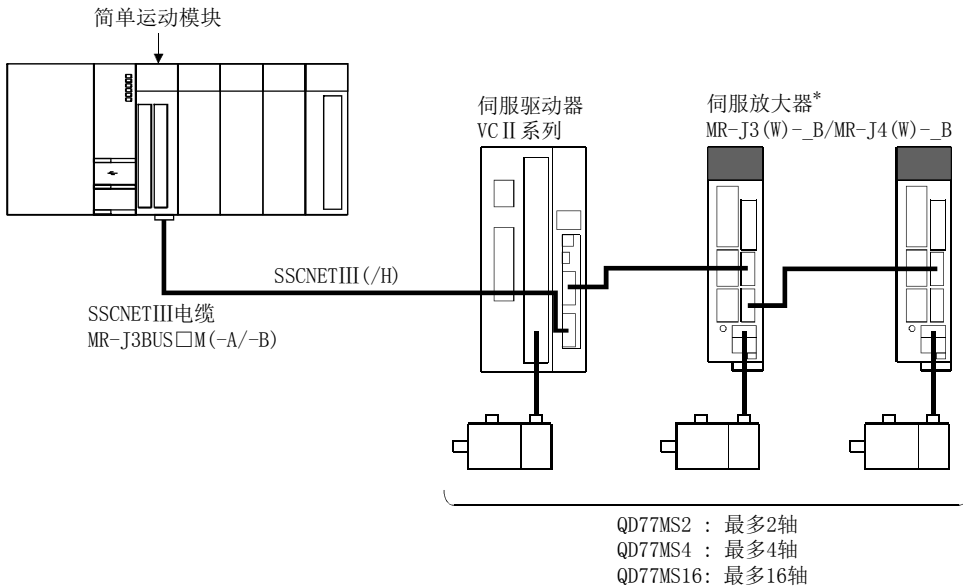 简单运动模块
伺服驱动器
VCⅡ系列
伺服放大器*
MR-J3(W)-_B/MR-J4(W)-_B
SSCNETⅢ(/H)
SSCNETⅢ电缆
MR-J3BUS□M(-A/-B)
QD77MS2 : 最多2轴
QD77MS4 : 最多4轴
QD77MS16: 最多16轴